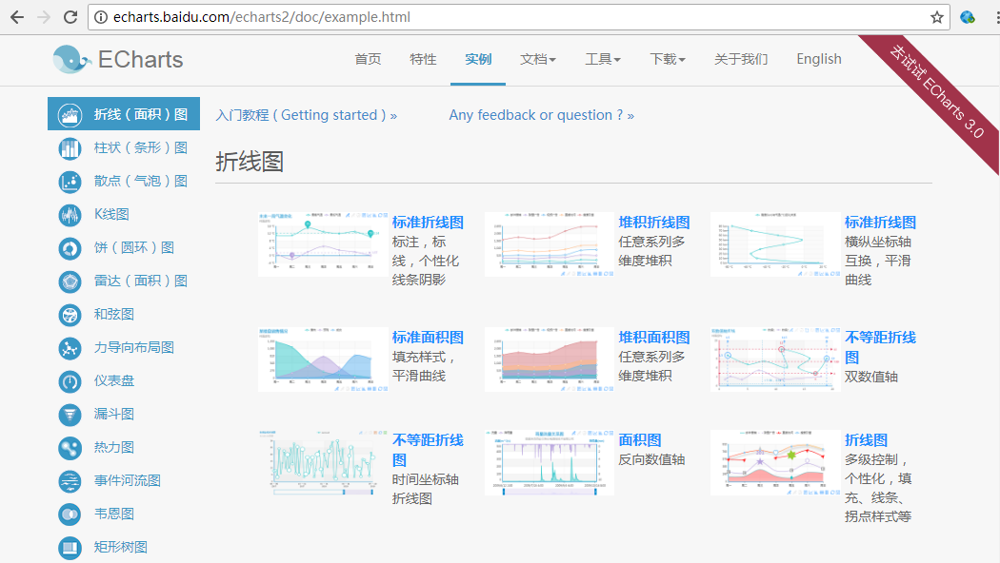 echarts.baidu.com/echarts2/doc/example.html
ECharts
首页 特性 实例 文档 工具 下载 关于我们 English
去试试 ECharts 3.0
折线（面积）图
柱状（条形）图
散点（气泡）图
K线图
饼（圆环）图
雷达（面积）图
和弦图
力导向布局图
仪表盘
漏斗图
热力图
事件河流图
韦恩图
矩形树图
入门教程 ( Getting started ) » Any feedback or question ? »
折线图
标准折线图
标注，标
线，个性化
线条阴影
堆积折线图
任意系列多
维度堆积
标准折线图
横纵坐标轴
互换，平滑
曲线
标准面积图
填充样式，
平滑曲线
堆积面积图
任意系列多
维度堆积
不等距折线
图
双数值轴
不等距折线
图
时间坐标轴
折线图
面积图
反向数值轴
折线图
多级控制，
个性化，填
充、线条、
拐点样式等